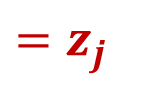 = z_j